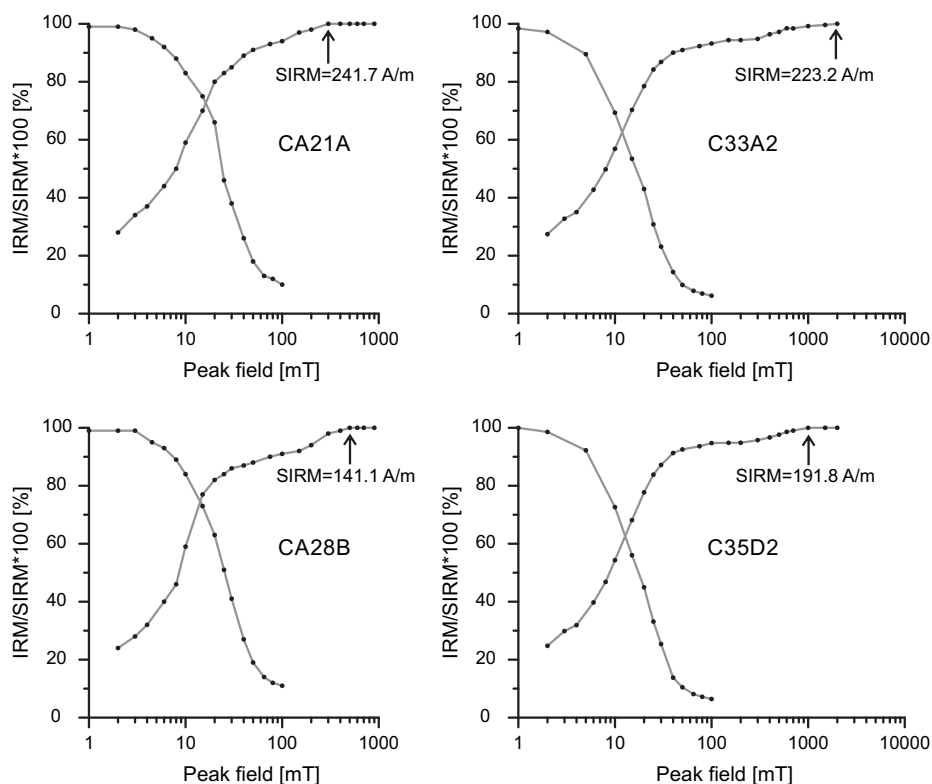 IRM/SIRM*100 [%]
100
80
60
40
20
0
SIRM=241.7 A/m
CA21A
1
10
100
1000
Peak field [mT]
IRM/SIRM*100 [%]
100
80
60
40
20
0
SIRM=223.2 A/m
C33A2
1
10
100
1000
10000
Peak field [mT]
IRM/SIRM*100 [%]
100
80
60
40
20
0
SIRM=141.1 A/m
CA28B
1
10
100
1000
Peak field [mT]
IRM/SIRM*100 [%]
100
80
60
40
20
0
SIRM=191.8 A/m
C35D2
1
10
100
1000
10000
Peak field [mT]